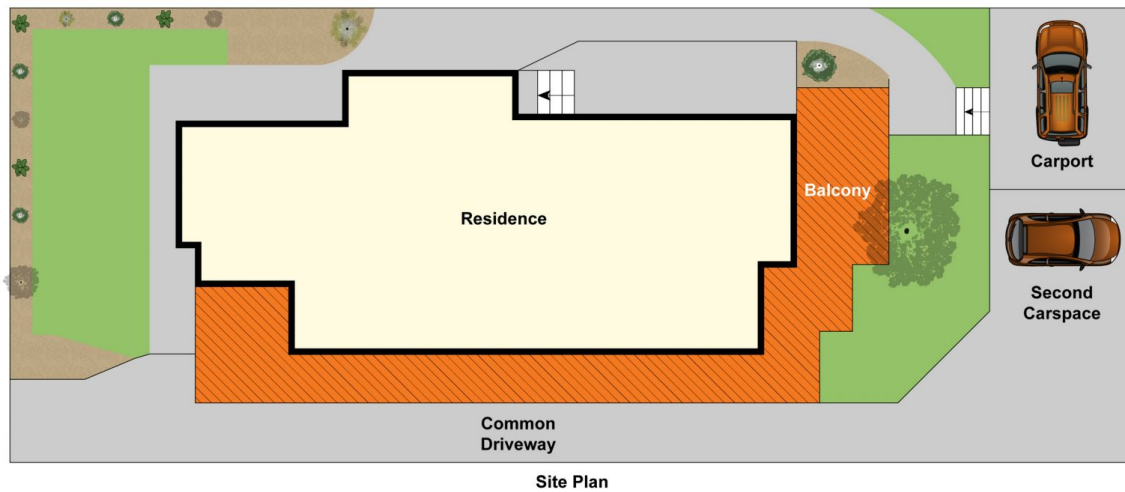 Carport
Balcony
Residence
Second
Carspace
Common
Driveway
Site Plan